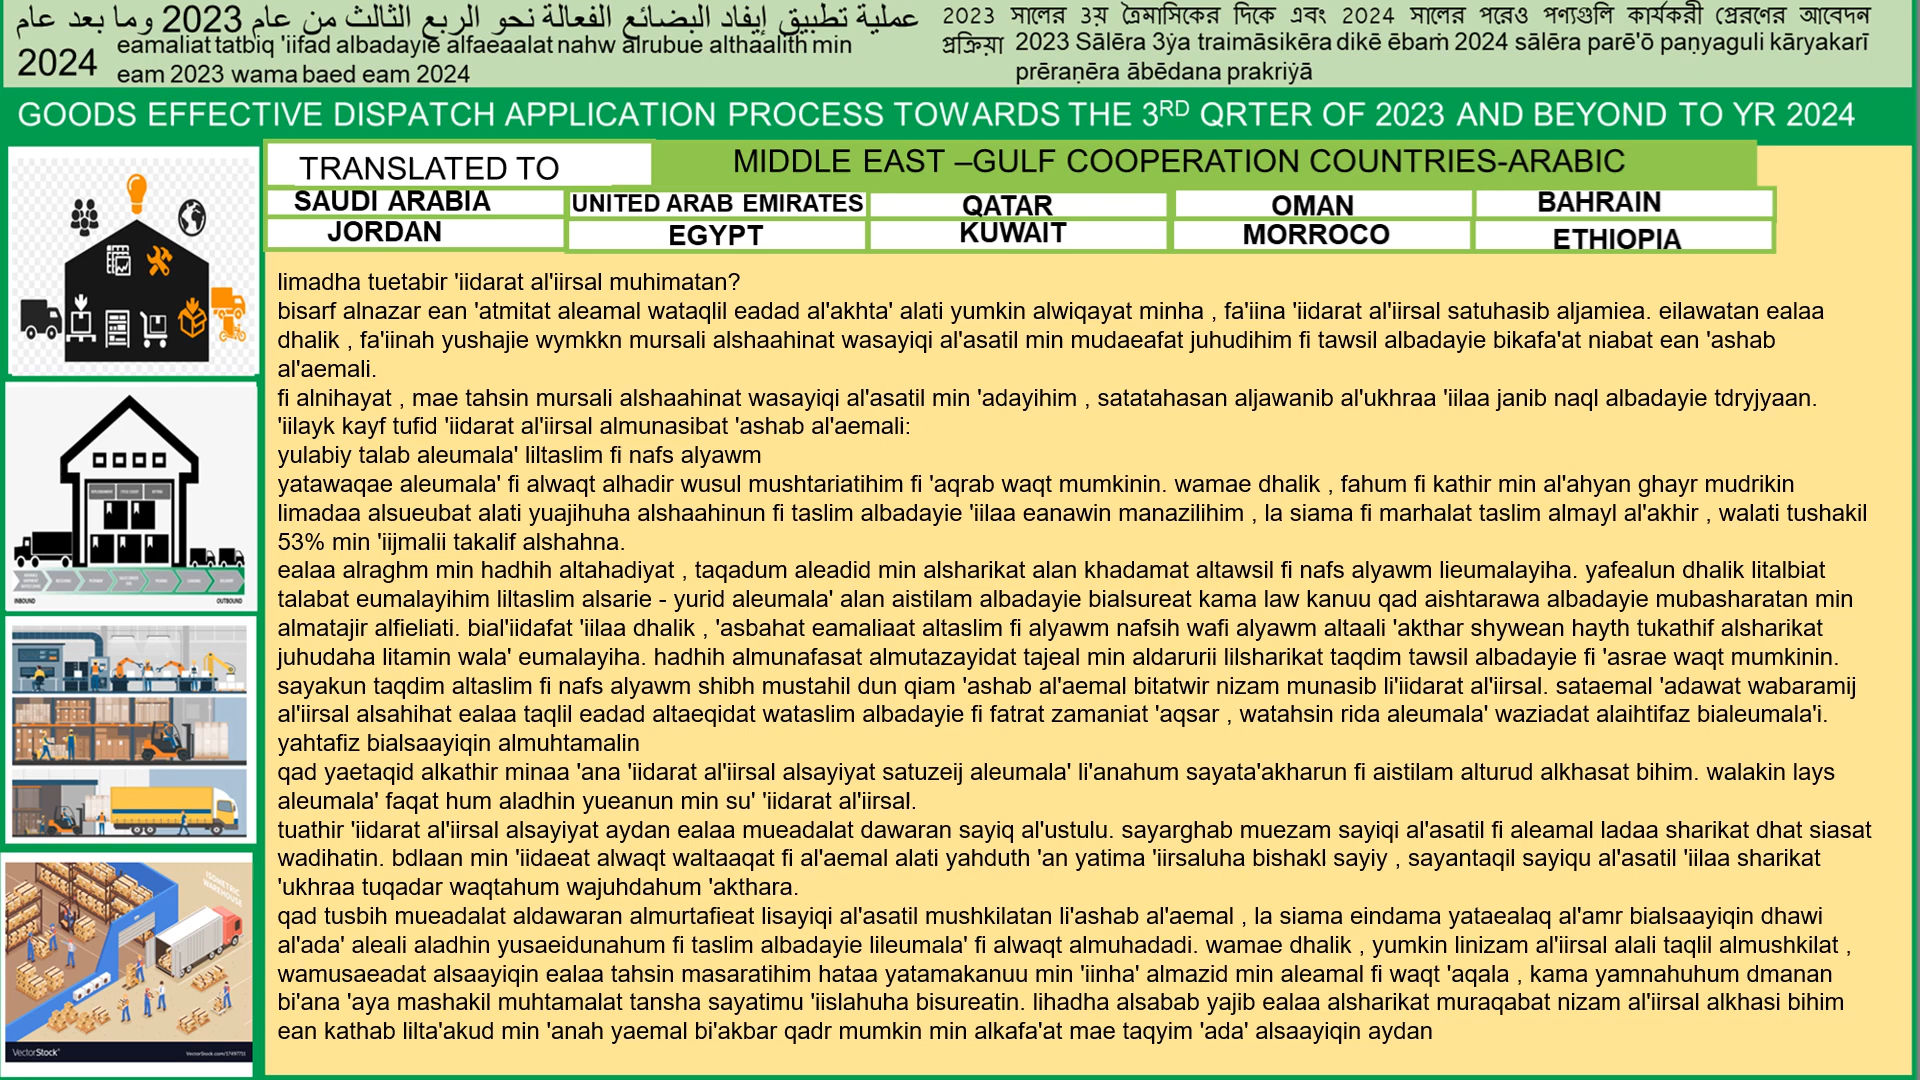 عملية تطبيق إيفاد البضائع الفعالة نحو الربع الثالث من عام 2023 وما بعد عام
2024
eamaliat tatbiq 'iifad albadayie alfaeaalat nahw alrubue althaalith min
eam 2023 wama baed eam 2024
2023 সালের 3য় ত্রৈমাসিকের দিকে এবং 2024 সালের পরেও পণ্যগুলি কার্যকরী প্রেরণের আবেদন
প্রক্রিয়া 2023 Sālēra 3ẏa traimāsikēra dikē ēbaṁ 2024 sālēra parē'ō paṇyaguli kāryakarī
prēraṇēra ābēdana prakriẏā
GOODS EFFECTIVE DISPATCH APPLICATION PROCESS TOWARDS THE 3RD QRTER OF 2023 AND BEYOND TO YR 2024
TRANSLATED TO
MIDDLE EAST –GULF COOPERATION COUNTRIES-ARABIC
SAUDI ARABIA
UNITED ARAB EMIRATES
QATAR
OMAN
BAHRAIN
JORDAN
EGYPT
KUWAIT
MORROCO
ETHIOPIA
limadha tuetabir 'iidarat al'iirsal muhimatan?
bisarf alnazar ean 'atmitat aleamal wataqlil eadad al'akhta' alati yumkin alwiqayat minha , fa'iina 'iidarat al'iirsal satuhasib aljamiea. eilawatan ealaa
dhalik , fa'iinah yushajie wymkkn mursali alshaahinat wasayiqi al'asatil min mudaeafat juhudihim fi tawsil albadayie bikafa'at niabat ean 'ashab
al'aemali.
fi alnihayat , mae tahsin mursali alshaahinat wasayiqi al'asatil min 'adayihim , satatahasan aljawanib al'ukhraa 'iilaa janib naql albadayie tdryjyaan.
'iilayk kayf tufid 'iidarat al'iirsal almunasibat 'ashab al'aemali:
yulabiy talab aleumala' liltaslim fi nafs alyawm
yatawaqae aleumala' fi alwaqt alhadir wusul mushtariatihim fi 'aqrab waqt mumkinin. wamae dhalik , fahum fi kathir min al'ahyan ghayr mudrikin
limadaa alsueubat alati yuajihuha alshaahinun fi taslim albadayie 'iilaa eanawin manazilihim , la siama fi marhalat taslim almayl al'akhir , walati tushakil
53% min 'iijmalii takalif alshahna.
ealaa alraghm min hadhih altahadiyat , taqadum aleadid min alsharikat alan khadamat altawsil fi nafs alyawm lieumalayiha. yafealun dhalik litalbiat
talabat eumalayihim liltaslim alsarie - yurid aleumala' alan aistilam albadayie bialsureat kama law kanuu qad aishtarawa albadayie mubasharatan min
almatajir alfieliati. bial'iidafat 'iilaa dhalik , 'asbahat eamaliaat altaslim fi alyawm nafsih wafi alyawm altaali 'akthar shywean hayth tukathif alsharikat
juhudaha litamin wala' eumalayiha. hadhih almunafasat almutazayidat tajeal min aldarurii lilsharikat taqdim tawsil albadayie fi 'asrae waqt mumkinin.
sayakun taqdim altaslim fi nafs alyawm shibh mustahil dun qiam 'ashab al'aemal bitatwir nizam munasib li'iidarat al'iirsal. sataemal 'adawat wabaramij
al'iirsal alsahihat ealaa taqlil eadad altaeqidat wataslim albadayie fi fatrat zamaniat 'aqsar , watahsin rida aleumala' waziadat alaihtifaz bialeumala'i.
yahtafiz bialsaayiqin almuhtamalin
qad yaetaqid alkathir minaa 'ana 'iidarat al'iirsal alsayiyat satuzeij aleumala' li'anahum sayata'akharun fi aistilam alturud alkhasat bihim. walakin lays
aleumala' faqat hum aladhin yueanun min su' 'iidarat al'iirsal.
tuathir 'iidarat al'iirsal alsayiyat aydan ealaa mueadalat dawaran sayiq al'ustulu. sayarghab muezam sayiqi al'asatil fi aleamal ladaa sharikat dhat siasat
wadihatin. bdlaan min 'iidaeat alwaqt waltaaqat fi al'aemal alati yahduth 'an yatima 'iirsaluha bishakl sayiy , sayantaqil sayiqu al'asatil 'iilaa sharikat
'ukhraa tuqadar waqtahum wajuhdahum 'akthara.
qad tusbih mueadalat aldawaran almurtafieat lisayiqi al'asatil mushkilatan li'ashab al'aemal , la siama eindama yataealaq al'amr bialsaayiqin dhawi
al'ada' aleali aladhin yusaeidunahum fi taslim albadayie lileumala' fi alwaqt almuhadadi. wamae dhalik , yumkin linizam al'iirsal alali taqlil almushkilat ,
wamusaeadat alsaayiqin ealaa tahsin masaratihim hataa yatamakanuu min 'iinha' almazid min aleamal fi waqt 'aqala , kama yamnahuhum dmanan
bi'ana 'aya mashakil muhtamalat tansha sayatimu 'iislahuha bisureatin. lihadha alsabab yajib ealaa alsharikat muraqabat nizam al'iirsal alkhasi bihim
ean kathab lilta'akud min 'anah yaemal bi'akbar qadr mumkin min alkafa'at mae taqyim 'ada' alsaayiqin aydan
INBOUND
OUTBOUND
ISOMETRIC
WAREHOUSE
VectorStock